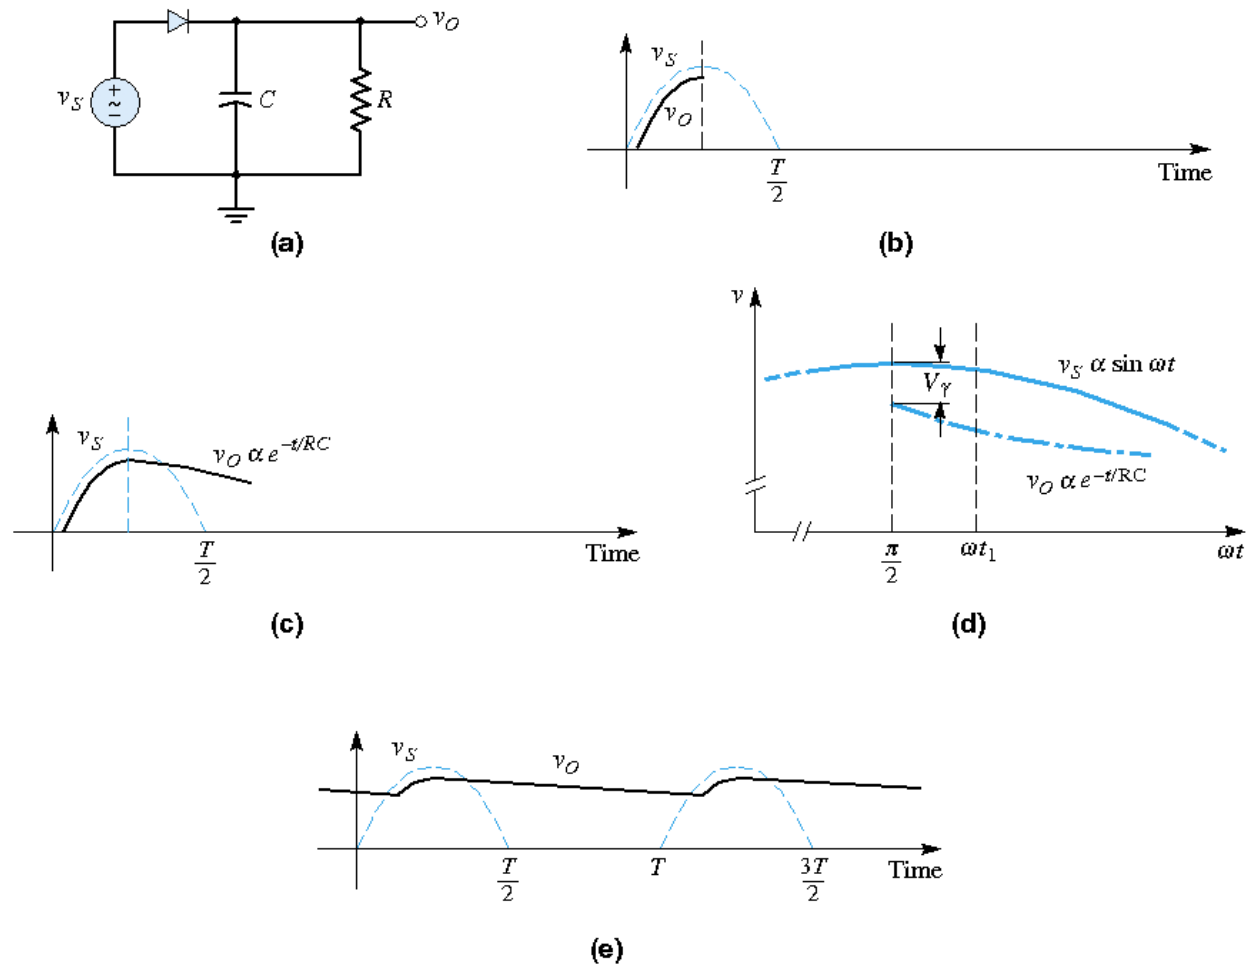 v_O
v_S
+
~
−
C
R
(a)
v_S
v_O
T/2
Time
(b)
v_S
v_O α e^{−t/RC}
T/2
Time
(c)
v
v_S α sin ωt
V_γ
v_O α e^{−t/RC}
π/2
ωt_1
ωt
(d)
v_S
v_O
T/2
T
3T/2
Time
(e)